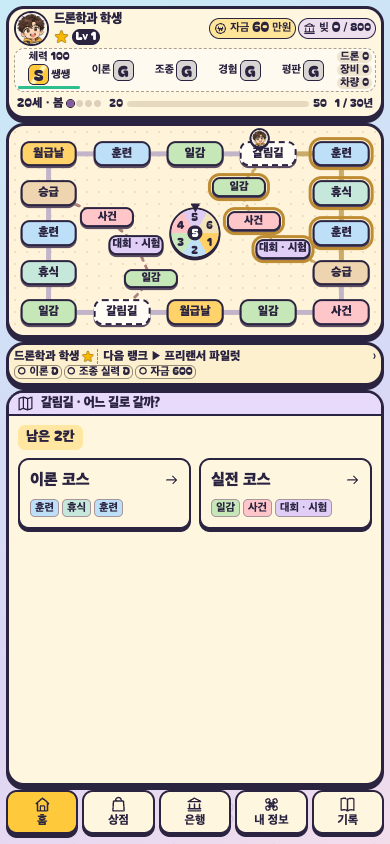 드론학과 학생
Lv 1
자금 60 만원
빚 0 / 800
체력 100
S 쌩쌩
이론 G
조종 G
경험 G
평판 G
드론 0
장비 0
차량 0
20세 · 봄
20
50
1 / 30년
월급날 훈련 일감 갈림길 훈련
승급 일감 휴식
사건 사건
훈련 대회 · 시험 대회 · 시험 훈련
휴식 일감 승급
5 6 1 2 3 4
5
일감 갈림길 월급날 일감 사건
드론학과 학생 다음 랭크 ▶ 프리랜서 파일럿 ›
이론 D 조종 실력 D 자금 600
갈림길 · 어느 길로 갈까?
남은 2칸
이론 코스 →
훈련 휴식 훈련
실전 코스 →
일감 사건 대회 · 시험
홈 상점 은행 내 정보 기록